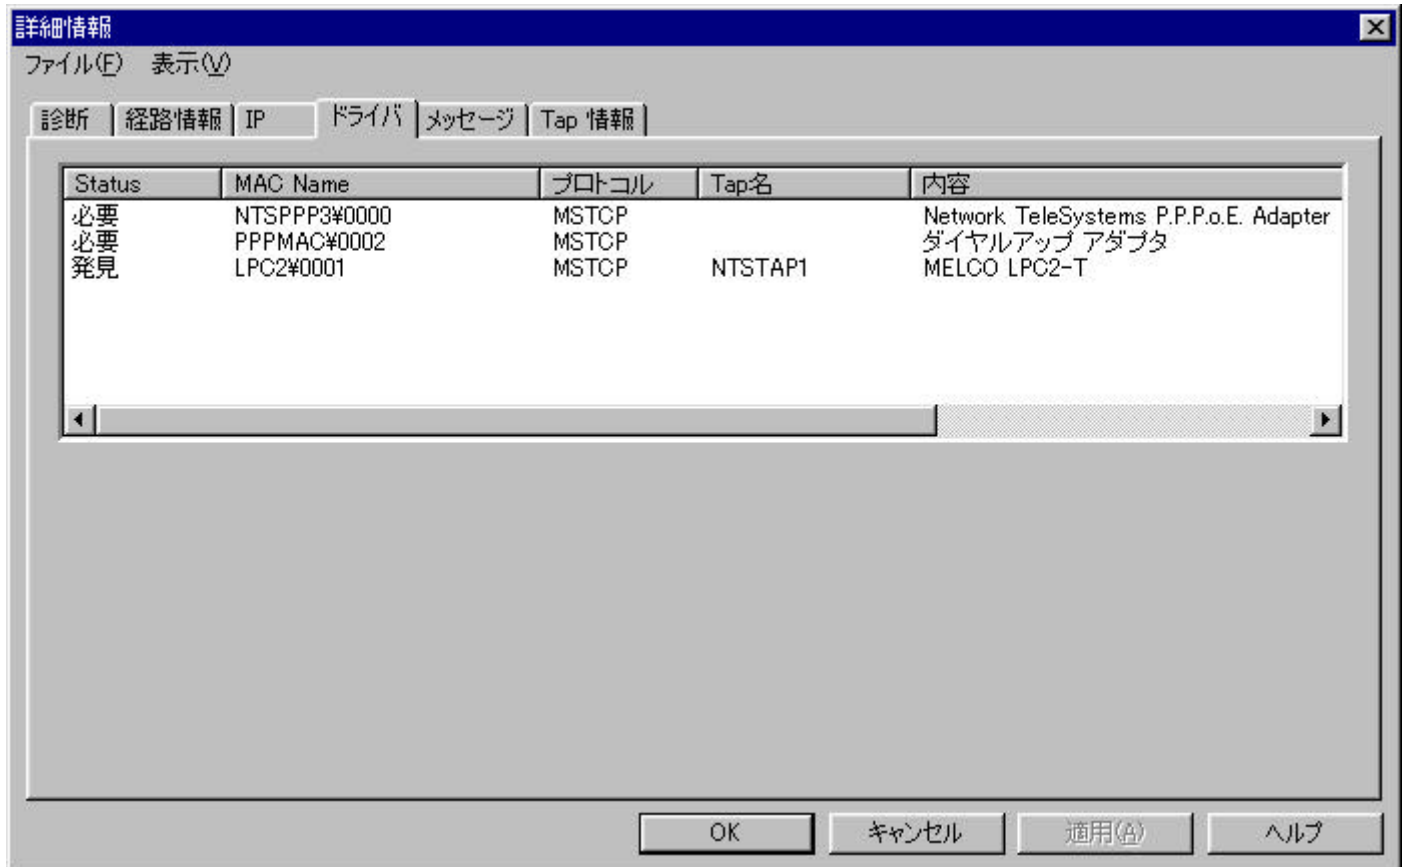 詳細情報
ファイル(F) 表示(V)
診断 経路情報 IP ドライバ メッセージ Tap 情報
Status MAC Name プロトコル Tap名 内容
必要 NTSPPP3¥0000 MSTCP Network TeleSystems P.P.P.o.E. Adapter
必要 PPPMAC¥0002 MSTCP ダイヤルアップ アダプタ
発見 LPC2¥0001 MSTCP NTSTAP1 MELCO LPC2-T
OK キャンセル 適用(A) ヘルプ